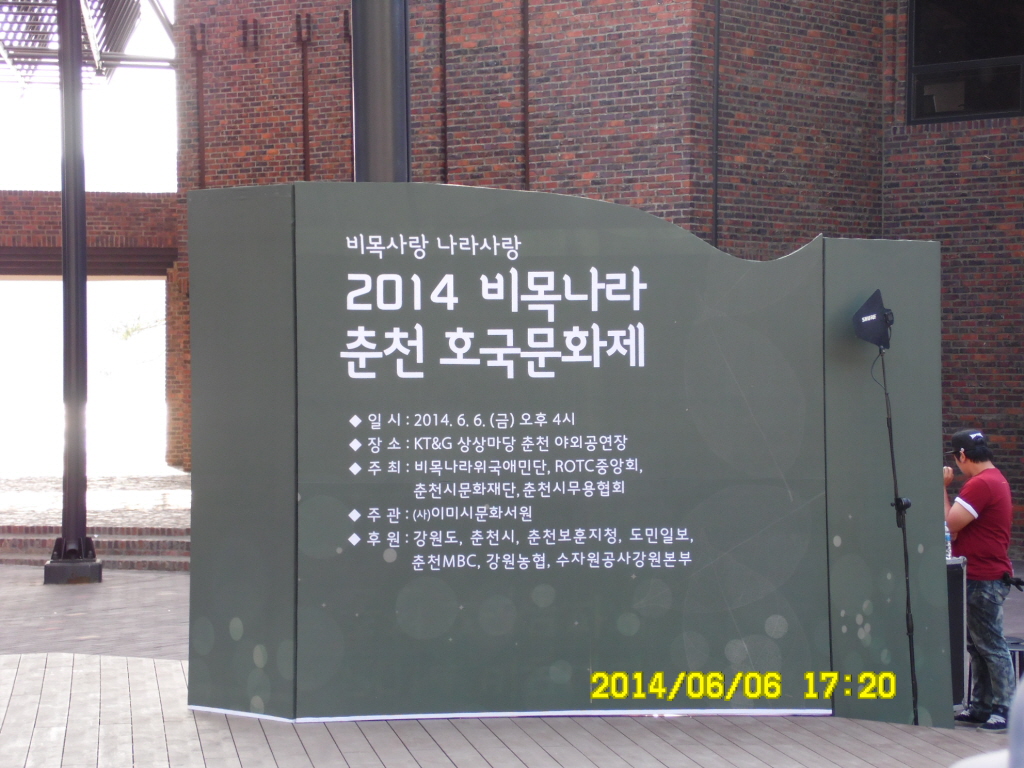 비목사랑 나라사랑
2014 비목나라
춘천 호국문화제
◆ 일 시 : 2014. 6. 6. (금) 오후 4시
◆ 장 소 : KT&G 상상마당 춘천 야외공연장
◆ 주 최 : 비목나라위국애민단, ROTC중앙회,
춘천시문화재단, 춘천시무용협회
◆ 주 관 : (사)이미시문화서원
◆ 후 원 : 강원도, 춘천시, 춘천보훈지청, 도민일보,
춘천MBC, 강원농협, 수자원공사강원본부
2014/06/06 17:20